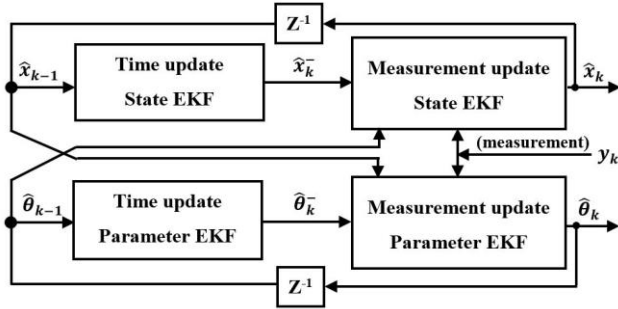 Z⁻¹
x̂ₖ₋₁
Time update
State EKF
x̂ₖ⁻
Measurement update
State EKF
x̂ₖ
(measurement)
yₖ
θ̂ₖ₋₁
Time update
Parameter EKF
θ̂ₖ⁻
Measurement update
Parameter EKF
θ̂ₖ
Z⁻¹